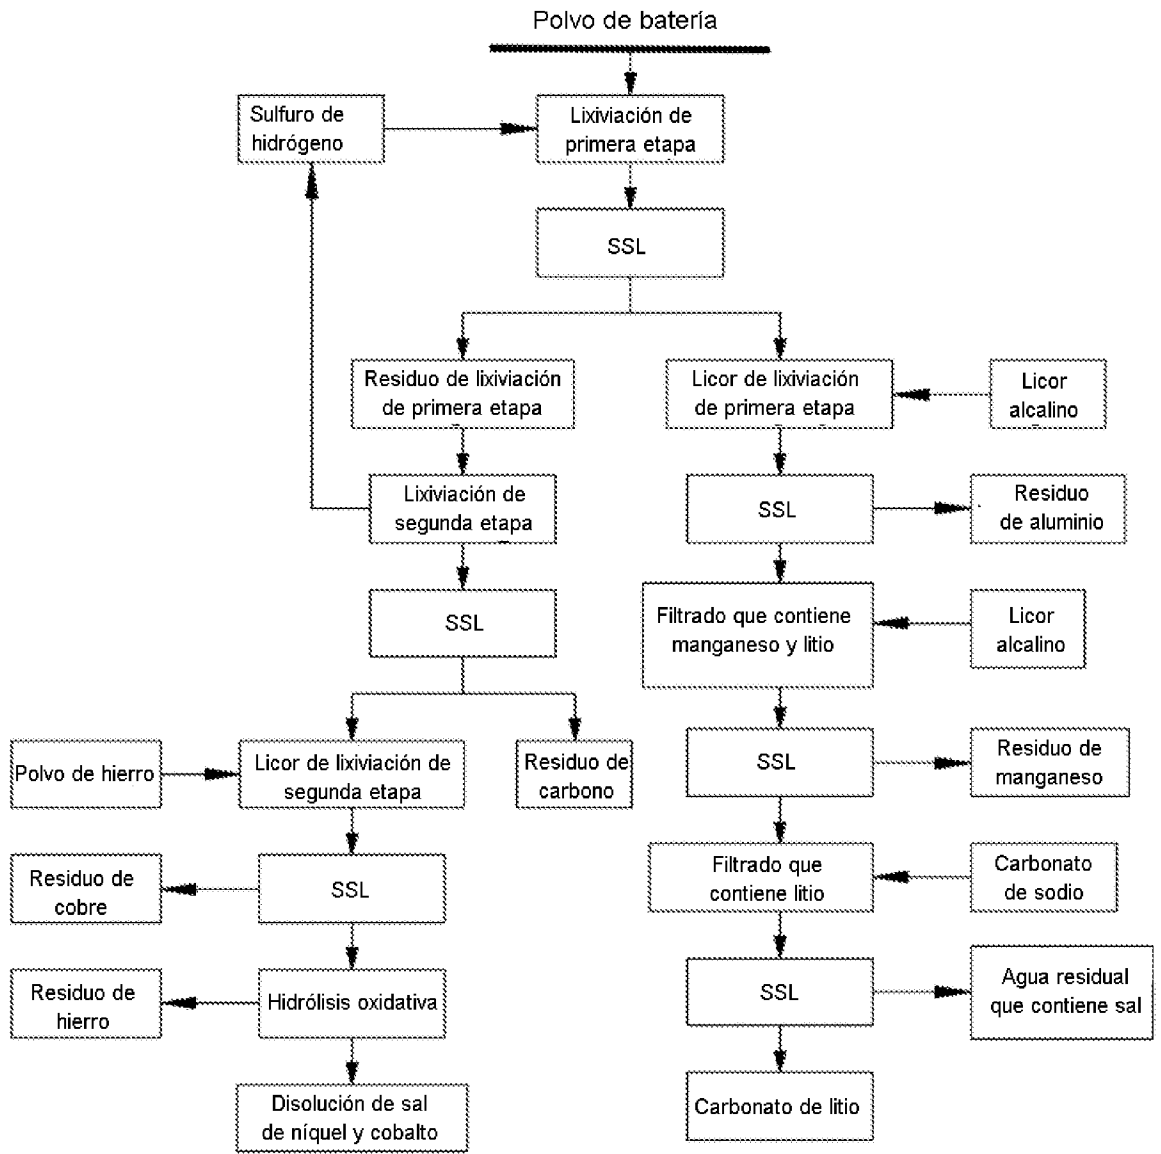 Polvo de batería
Sulfuro de
hidrógeno
Lixiviación de
primera etapa
SSL
Residuo de lixiviación
de primera etapa
Licor de lixiviación
de primera etapa
Licor
alcalino
Lixiviación de
segunda etapa
SSL
Residuo
de aluminio
SSL
Filtrado que contiene
manganeso y litio
Licor
alcalino
Polvo de hierro
Licor de lixiviación de
segunda etapa
Residuo de
carbono
SSL
Residuo de
manganeso
Residuo de
cobre
SSL
Filtrado que
contiene litio
Carbonato
de sodio
Residuo de
hierro
Hidrólisis oxidativa
SSL
Agua residual
que contiene sal
Disolución de sal
de níquel y cobalto
Carbonato de litio